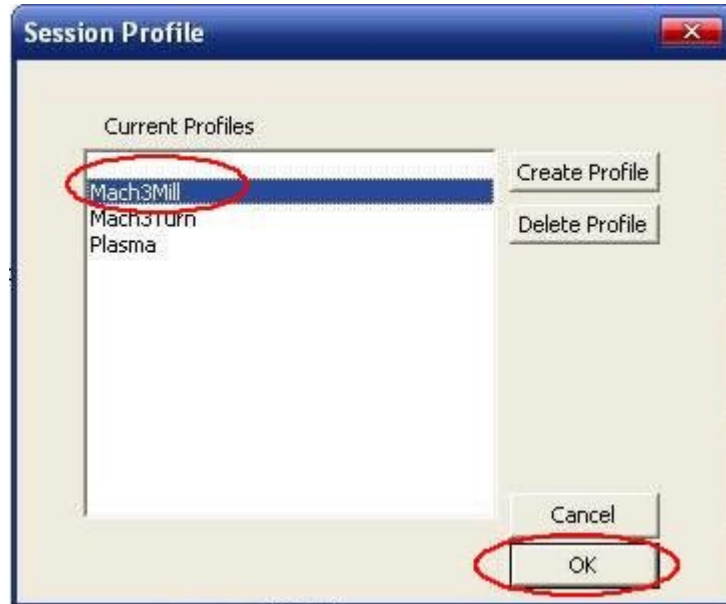 Session Profile
Current Profiles
Mach3Mill
Mach3Turn
Plasma
Create Profile
Delete Profile
Cancel
OK